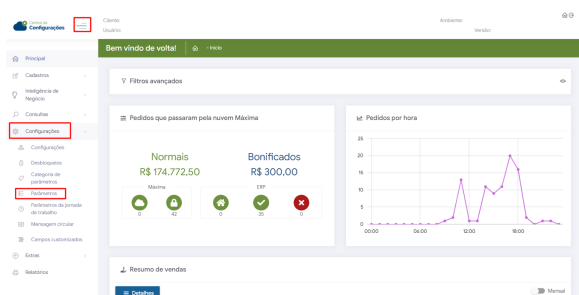 Central de
Configurações
Cliente:
Usuário:
Ambiente:
Versão:
Bem vindo de volta!
- Início
Principal
Cadastros
Inteligência de
Negócio
Consultas
Configurações
Configurações
Desbloqueios
Categoria de
parâmetros
Parâmetros
Parâmetros da jornada
de trabalho
Mensagem circular
Campos customizados
Extras
Relatórios
Filtros avançados
Pedidos que passaram pela nuvem Máxima
Normais
R$ 174.772,50
Bonificados
R$ 300,00
Máxima
ERP
0
42
0
35
0
Pedidos por hora
25
20
15
10
5
0
00:00
06:00
12:00
18:00
Resumo de vendas
Detalhes
Mensal